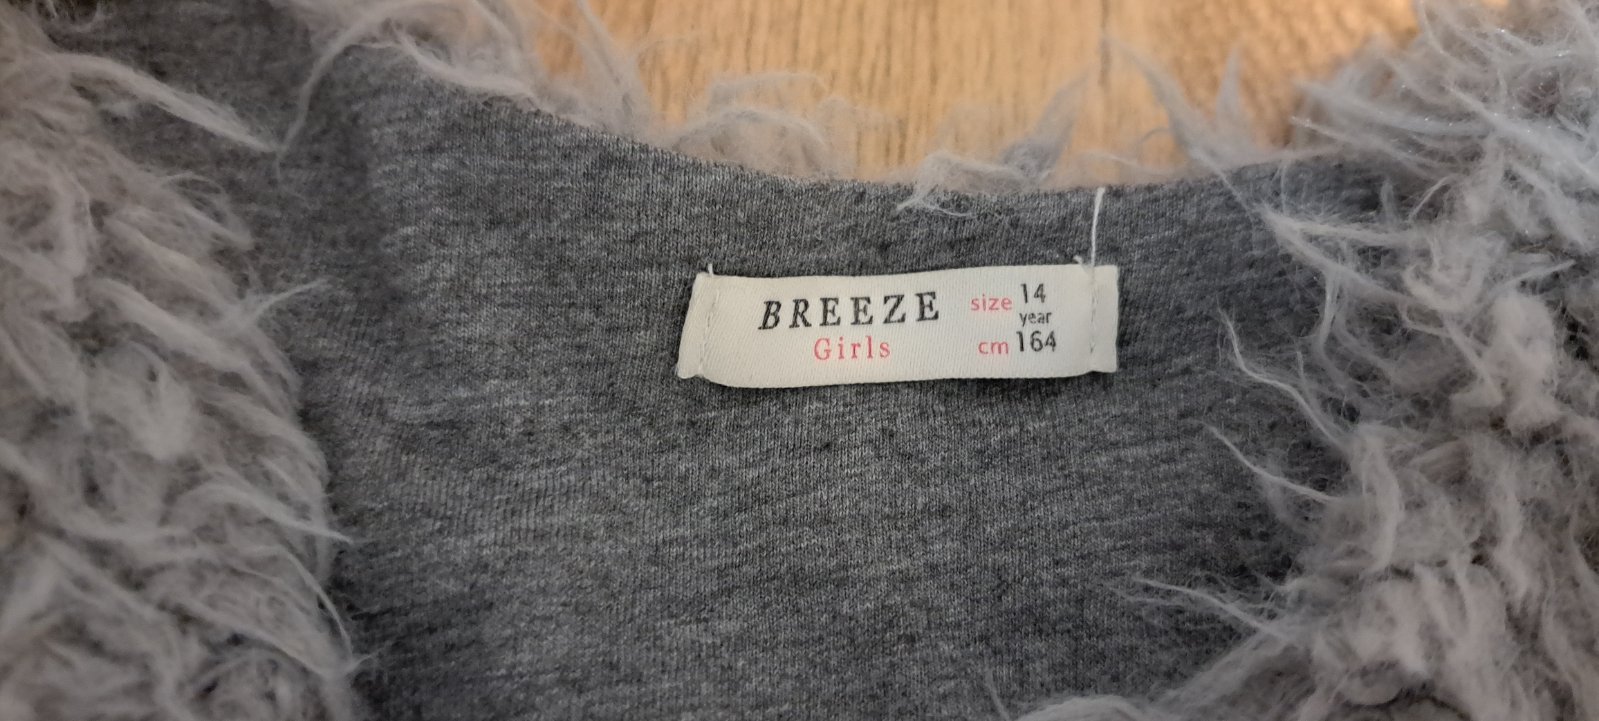 BREEZE
Girls
size 14
year
cm 164